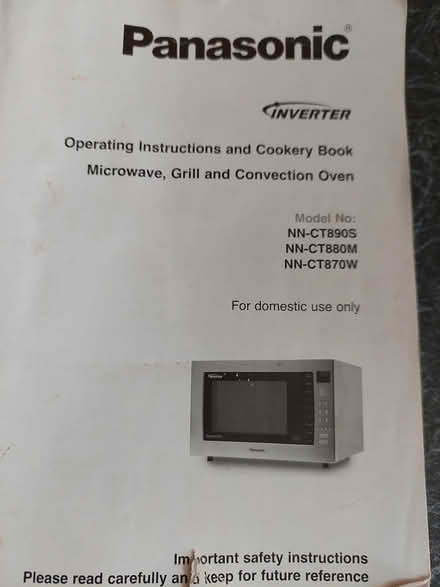 Panasonic®
INVERTER
Operating Instructions and Cookery Book
Microwave, Grill and Convection Oven
Model No:
NN-CT890S
NN-CT880M
NN-CT870W
For domestic use only
Panasonic
Important safety instructions
Please read carefully and keep for future reference